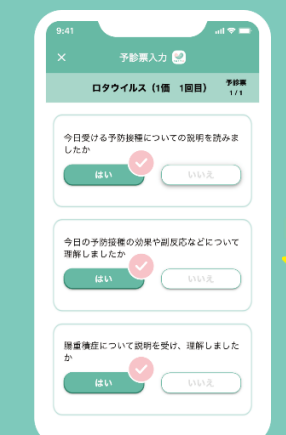 9:41
× 予診票入力
ロタウイルス（1価　1回目） 予診票
1 / 1
今日受ける予防接種についての説明を読みま
したか
はい いいえ
今日の予防接種の効果や副反応などについて
理解しましたか
はい いいえ
腸重積症について説明を受け、理解しました
か
はい いいえ